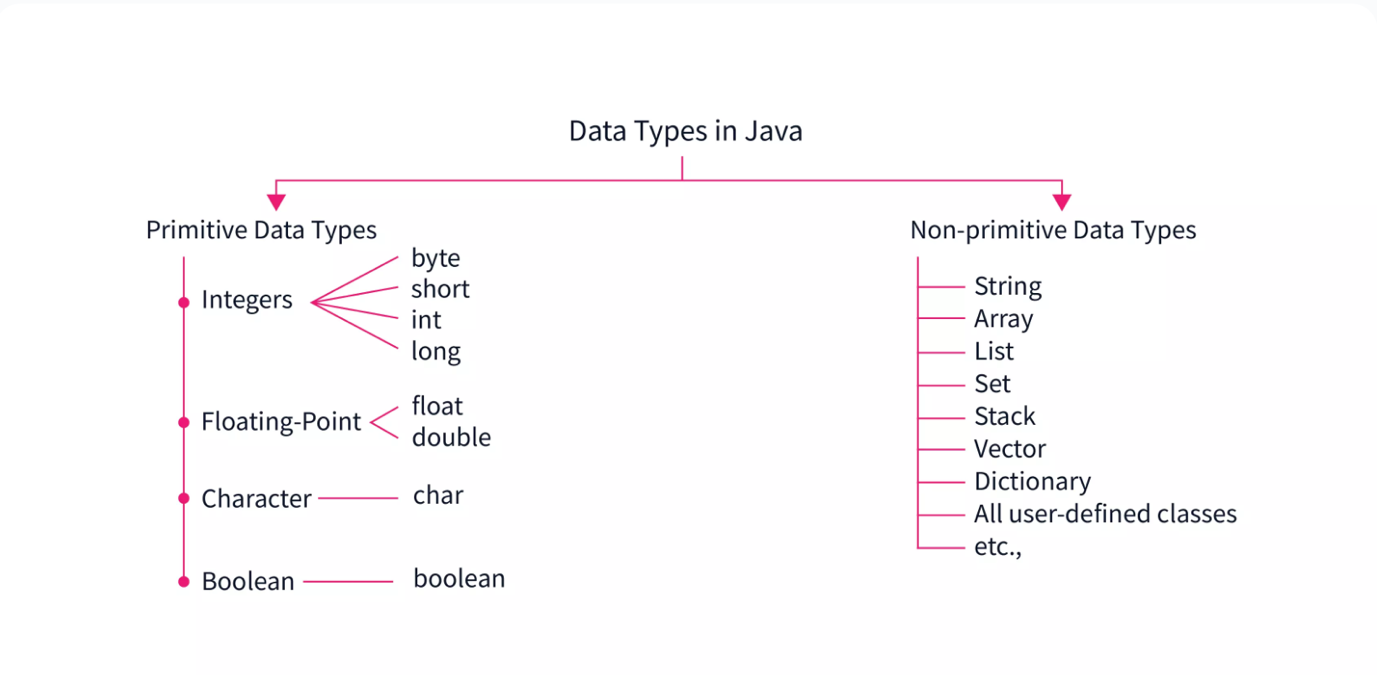 Data Types in Java
Primitive Data Types
Integers
byte
short
int
long
Floating-Point
float
double
Character
char
Boolean
boolean
Non-primitive Data Types
String
Array
List
Set
Stack
Vector
Dictionary
All user-defined classes
etc.,